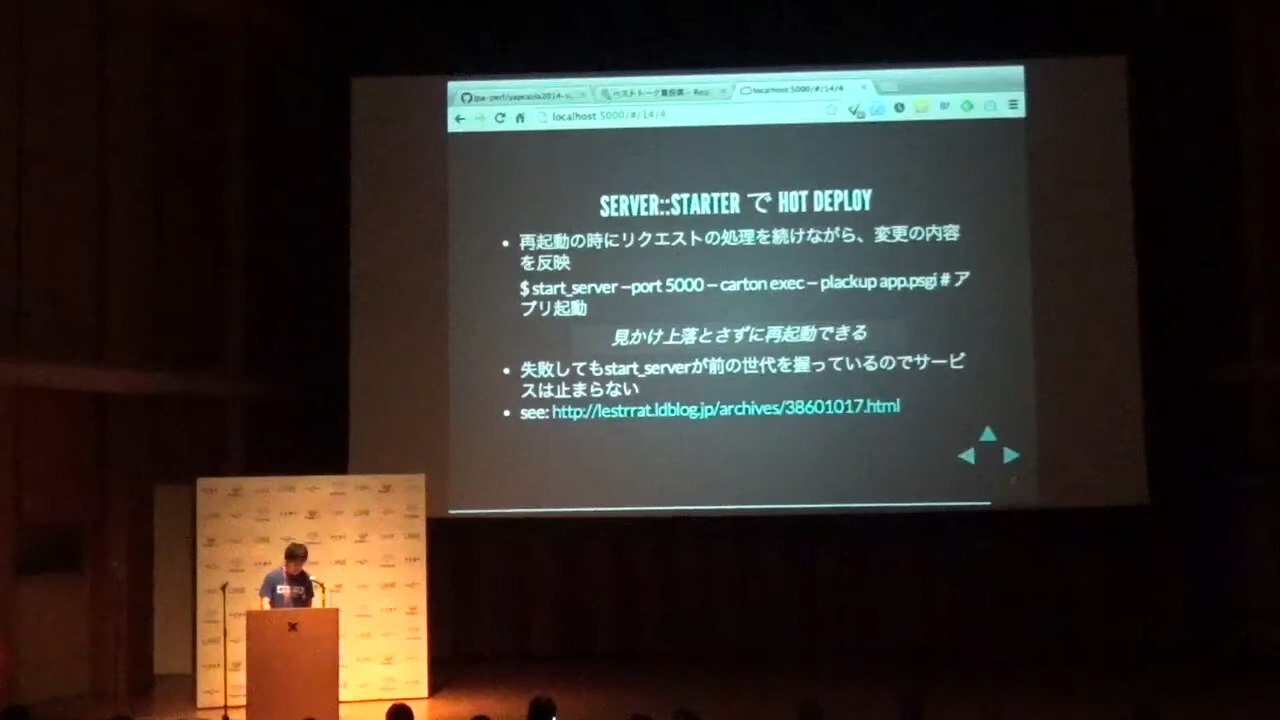 localhost:5000/#/14/4
localhost:5000/#/14/4
SERVER::STARTER で HOT DEPLOY
再起動の時にリクエストの処理を続けながら、変更の内容
を反映
$ start_server --port 5000 -- carton exec -- plackup app.psgi # ア
プリ起動
見かけ上落とさずに再起動できる
失敗してもstart_serverが前の世代を握っているのでサービ
スは止まらない
see: http://lestrrat.ldblog.jp/archives/38601017.html